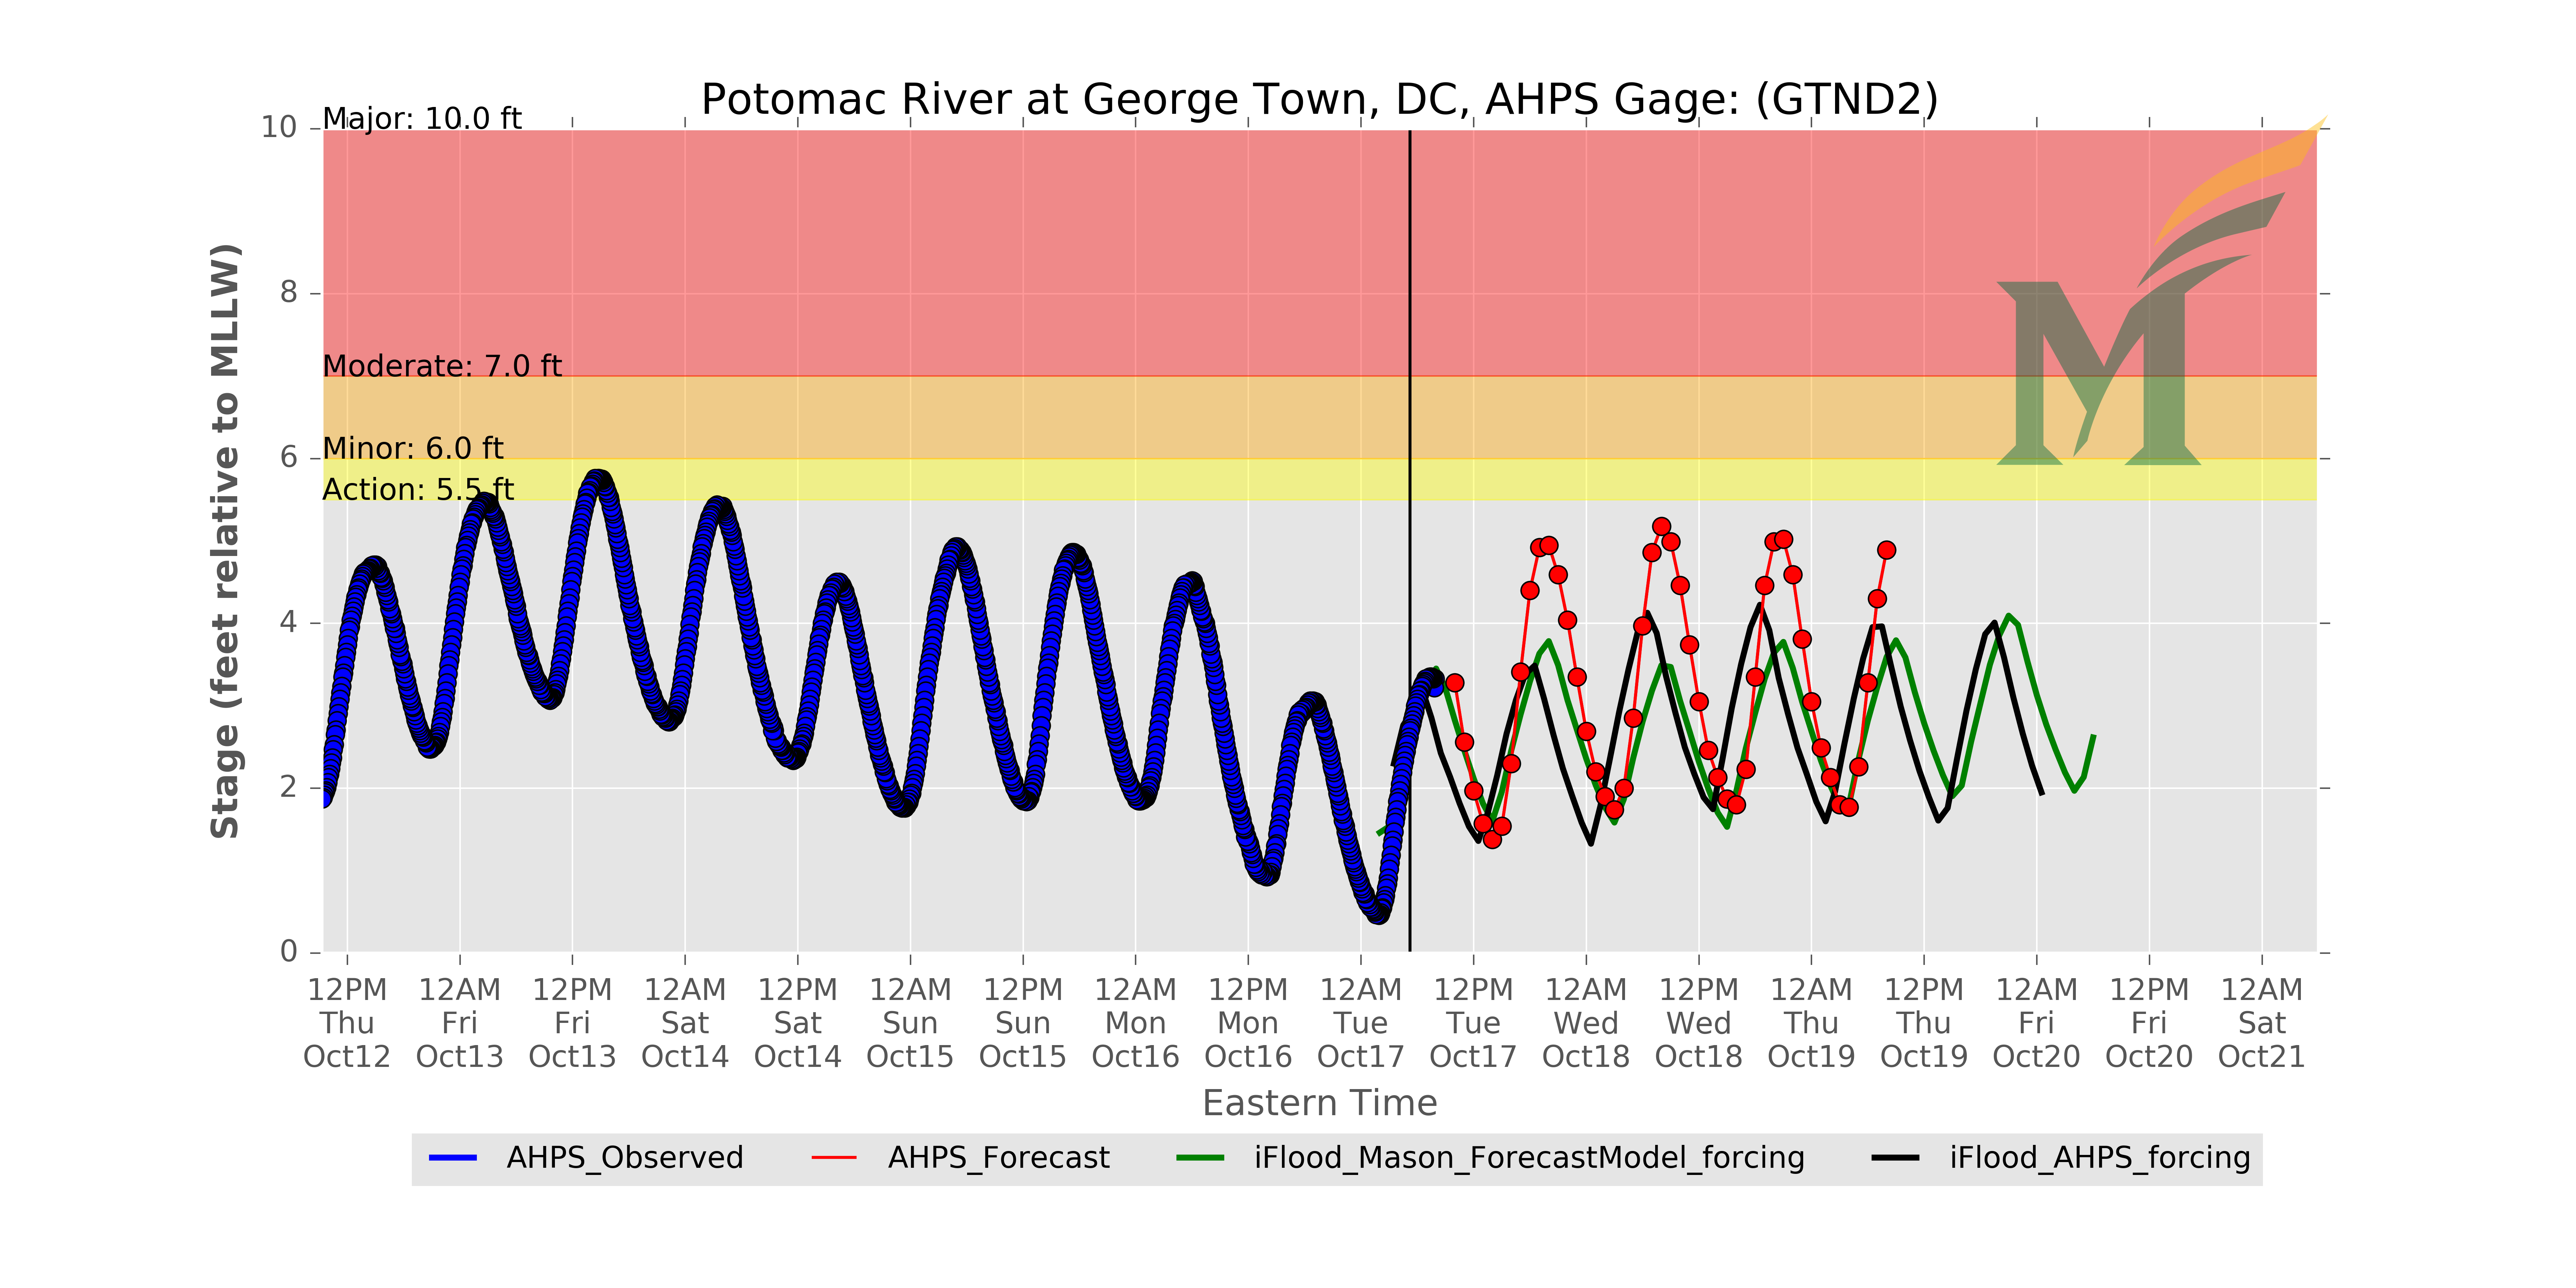 Potomac River at George Town, DC, AHPS Gage: (GTND2)
Major: 10.0 ft
Moderate: 7.0 ft
Minor: 6.0 ft
Action: 5.5 ft
Stage (feet relative to MLLW)
10
8
6
4
2
0
12PM 12AM 12PM 12AM 12PM 12AM 12PM 12AM 12PM 12AM 12PM 12AM 12PM 12AM 12PM 12AM 12PM 12AM
Thu Fri Fri Sat Sat Sun Sun Mon Mon Tue Tue Wed Wed Thu Thu Fri Fri Sat
Oct12 Oct13 Oct13 Oct14 Oct14 Oct15 Oct15 Oct16 Oct16 Oct17 Oct17 Oct18 Oct18 Oct19 Oct19 Oct20 Oct20 Oct21
Eastern Time
AHPS_Observed AHPS_Forecast iFlood_Mason_ForecastModel_forcing iFlood_AHPS_forcing
M